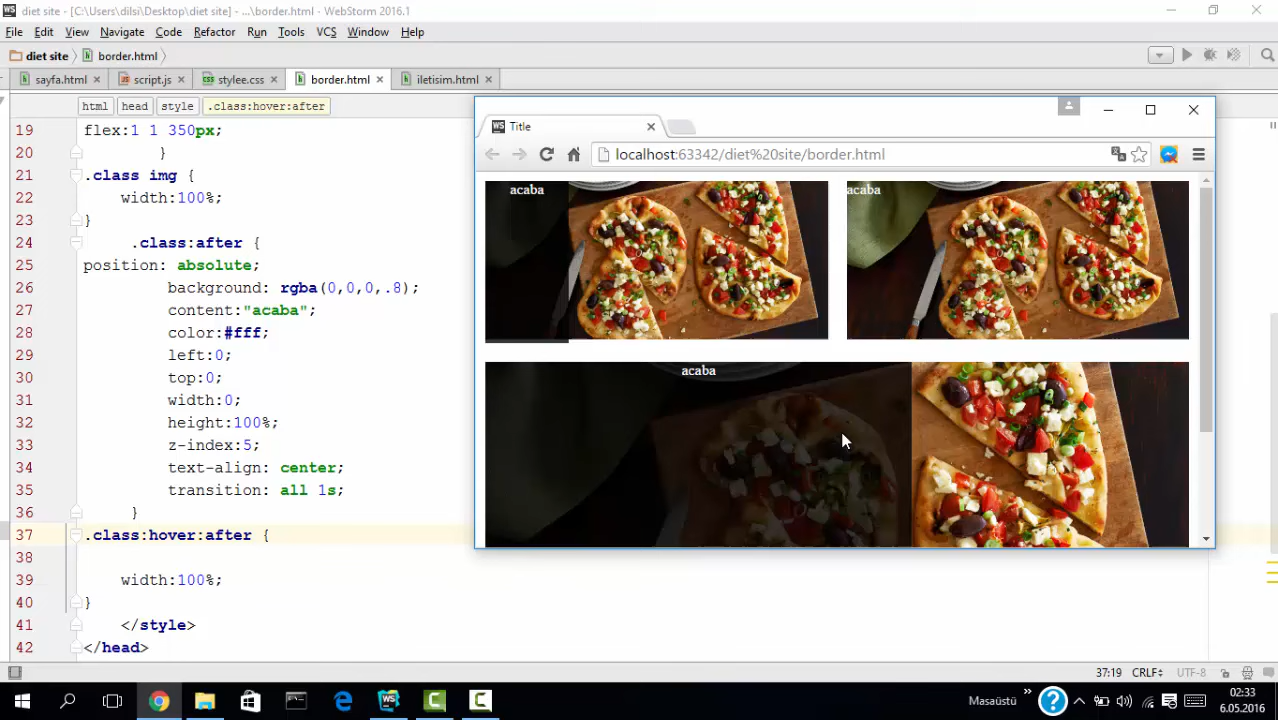 diet site - [C:\Users\dilsi\Desktop\diet site] - ...\border.html - WebStorm 2016.1
File Edit View Navigate Code Refactor Run Tools VCS Window Help
diet site border.html
sayfa.html script.js stylee.css border.html iletisim.html
html head style .class:hover:after
19 flex:1 1 350px;
20 }
21 .class img {
22 width:100%;
23 }
24 .class:after {
25 position: absolute;
26 background: rgba(0,0,0,.8);
27 content:"acaba";
28 color:#fff;
29 left:0;
30 top:0;
31 width:0;
32 height:100%;
33 z-index:5;
34 text-align: center;
35 transition: all 1s;
36 }
37 .class:hover:after {
38
39 width:100%;
40 }
41 </style>
42 </head>
Title
localhost:63342/diet%20site/border.html
acaba
acaba
acaba
37:19 CRLF÷ UTF-8
Masaüstü
02:33
6.05.2016